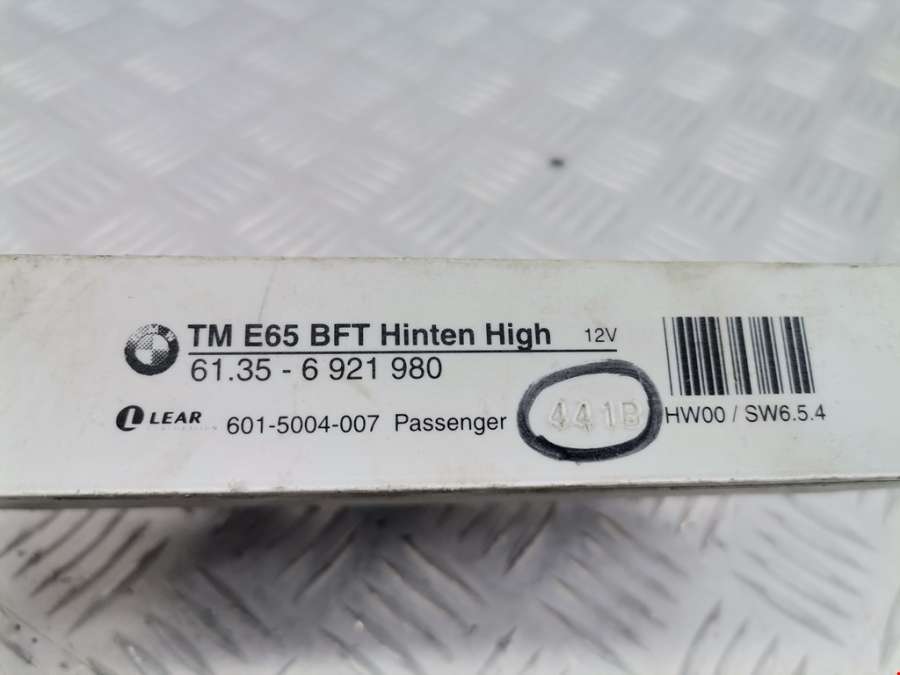 TM E65 BFT Hinten High 12V
61.35 - 6 921 980
LEAR 601-5004-007 Passenger 441B HW00 / SW6.5.4